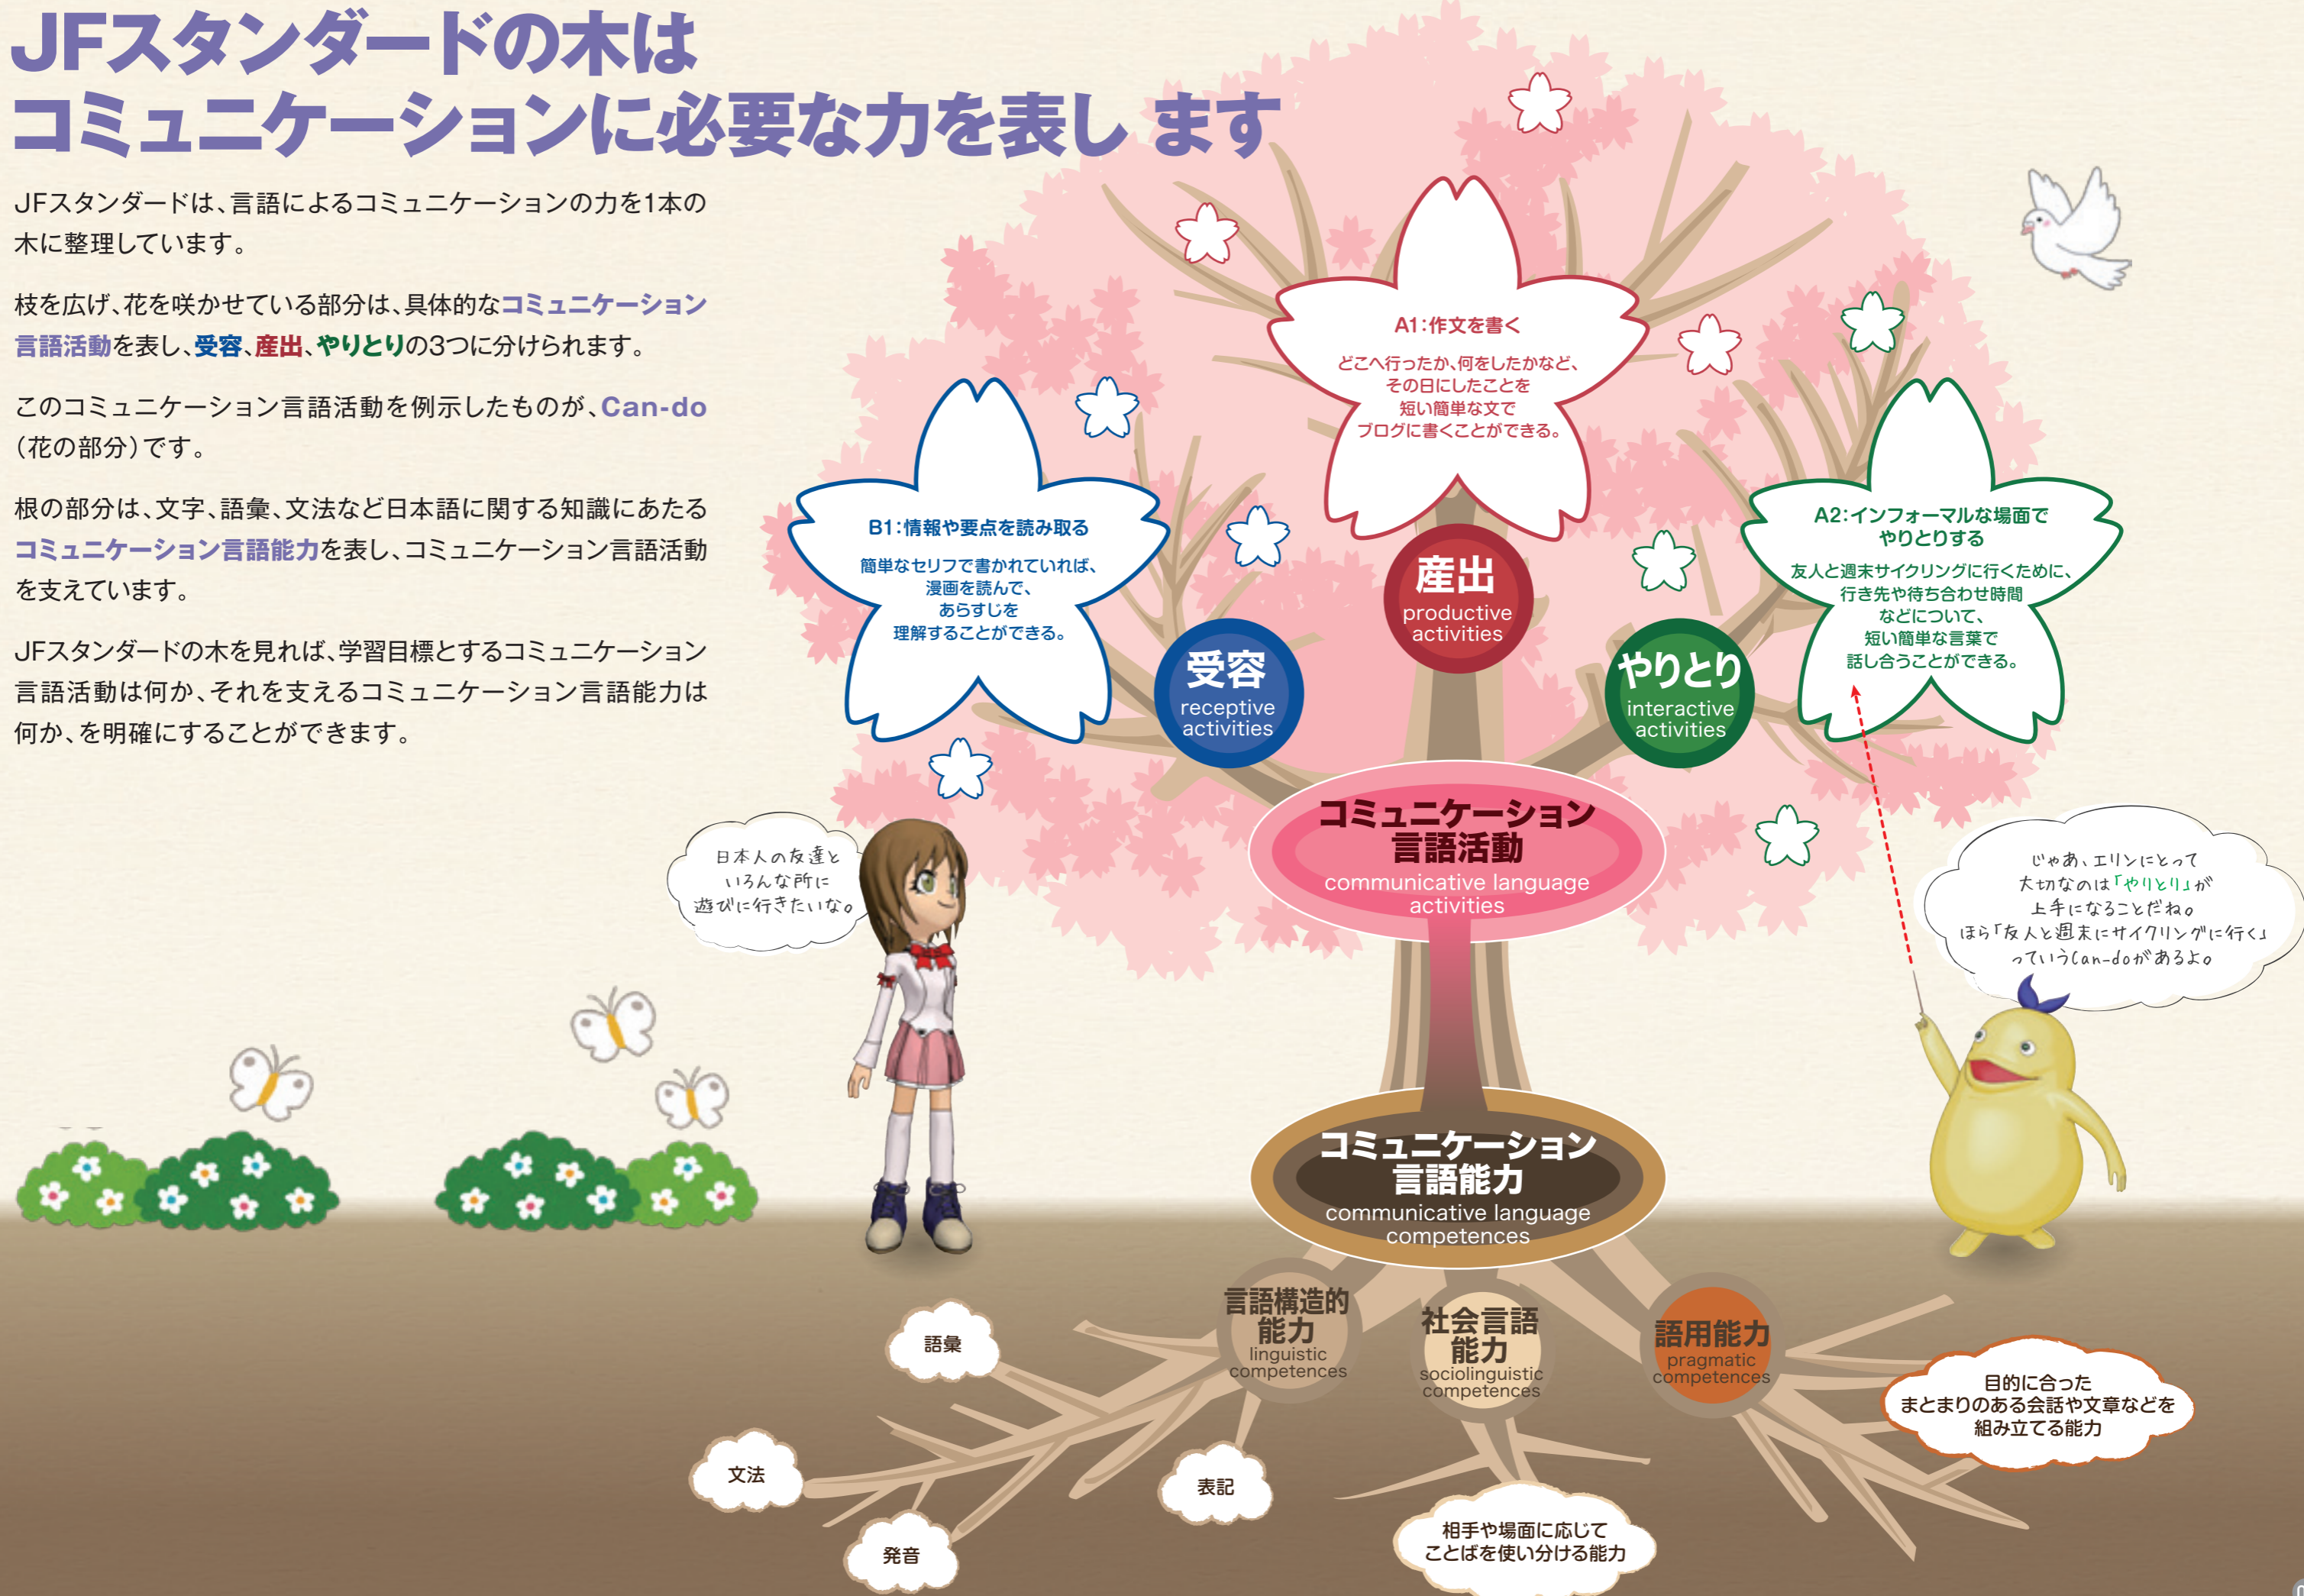 JFスタンダードの木は
コミュニケーションに必要な力を表し ます
JFスタンダードは、言語によるコミュニケーションの力を1本の
木に整理しています。
枝を広げ、花を咲かせている部分は、具体的なコミュニケーション
言語活動を表し、受容、産出、やりとりの3つに分けられます。
このコミュニケーション言語活動を例示したものが、Can-do
（花の部分）です。
根の部分は、文字、語彙、文法など日本語に関する知識にあたる
コミュニケーション言語能力を表し、コミュニケーション言語活動
を支えています。
JFスタンダードの木を見れば、学習目標とするコミュニケーション
言語活動は何か、それを支えるコミュニケーション言語能力は
何か、を明確にすることができます。
A1：作文を書く
どこへ行ったか、何をしたかなど、
その日にしたことを
短い簡単な文で
ブログに書くことができる。
B1：情報や要点を読み取る
簡単なセリフで書かれていれば、
漫画を読んで、
あらすじを
理解することができる。
A2：インフォーマルな場面で
やりとりする
友人と週末サイクリングに行くために、
行き先や待ち合わせ時間
などについて、
短い簡単な言葉で
話し合うことができる。
産出
productive
activities
受容
receptive
activities
やりとり
interactive
activities
コミュニケーション
言語活動
communicative language
activities
日本人の友達と
いろんな所に
遊びに行きたいな。
じゃあ、エリンにとって
大切なのは「やりとり」が
上手になることだね。
ほら「友人と週末にサイクリングに行く」
っていうCan-doがあるよ。
コミュニケーション
言語能力
communicative language
competences
言語構造的
能力
linguistic
competences
社会言語
能力
sociolinguistic
competences
語用能力
pragmatic
competences
語彙
文法
発音
表記
相手や場面に応じて
ことばを使い分ける能力
目的に合った
まとまりのある会話や文章などを
組み立てる能力